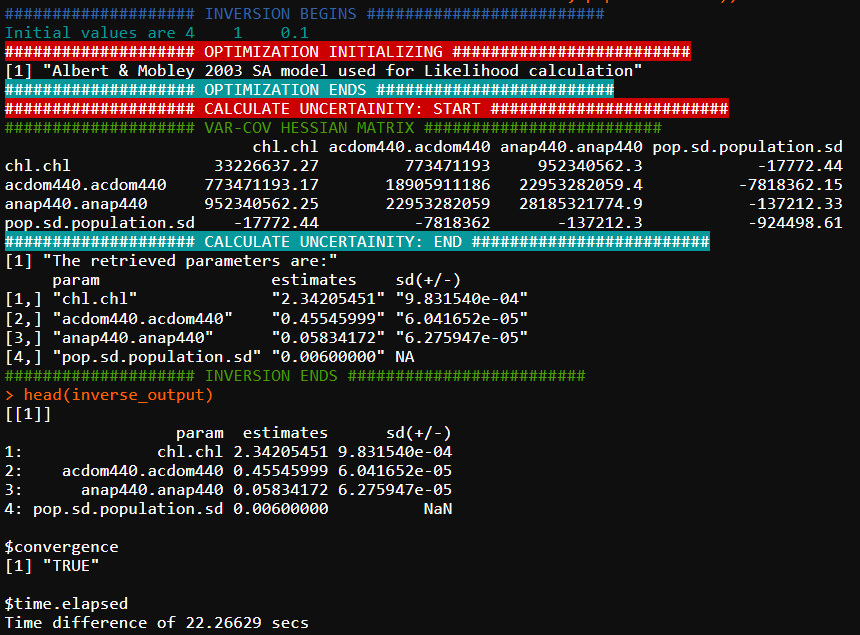 #################### INVERSION BEGINS #########################
Initial values are 4    1    0.1
#################### OPTIMIZATION INITIALIZING #########################
[1] "Albert & Mobley 2003 SA model used for Likelihood calculation"
#################### OPTIMIZATION ENDS #########################
#################### CALCULATE UNCERTAINITY: START #########################
#################### VAR-COV HESSIAN MATRIX #########################
                          chl.chl acdom440.acdom440 anap440.anap440 pop.sd.population.sd
chl.chl               33226637.27         773471193     952340562.3            -17772.44
acdom440.acdom440    773471193.17       18905911186   22953282059.4          -7818362.15
anap440.anap440      952340562.25       22953282059   28185321774.9           -137212.33
pop.sd.population.sd    -17772.44          -7818362       -137212.3           -924498.61
#################### CALCULATE UNCERTAINITY: END #########################
[1] "The retrieved parameters are:"
     param                  estimates    sd(+/-)
[1,] "chl.chl"              "2.34205451" "9.831540e-04"
[2,] "acdom440.acdom440"    "0.45545999" "6.041652e-05"
[3,] "anap440.anap440"      "0.05834172" "6.275947e-05"
[4,] "pop.sd.population.sd" "0.00600000" NA
#################### INVERSION ENDS #########################
> head(inverse_output)
[[1]]
                  param  estimates      sd(+/-)
1:              chl.chl 2.34205451 9.831540e-04
2:    acdom440.acdom440 0.45545999 6.041652e-05
3:      anap440.anap440 0.05834172 6.275947e-05
4: pop.sd.population.sd 0.00600000          NaN
$convergence
[1] "TRUE"
$time.elapsed
Time difference of 22.26629 secs